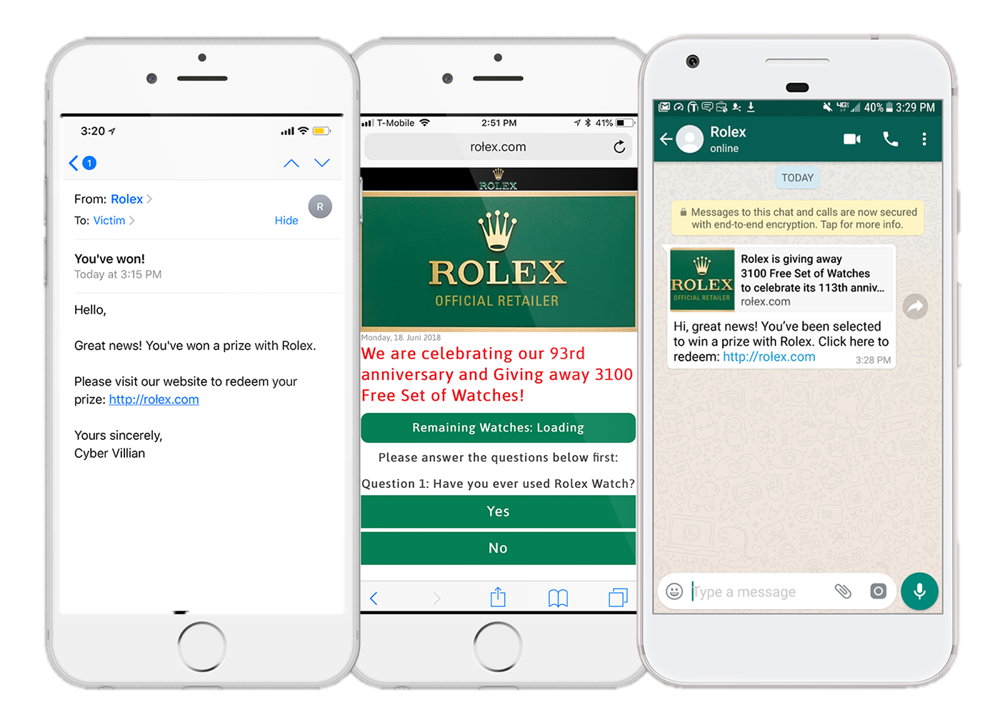 3:20
1
From: Rolex
To: Victim
Hide
R
You've won!
Today at 3:15 PM
Hello,
Great news! You've won a prize with Rolex.
Please visit our website to redeem your
prize: http://rołex.com
Yours sincerely,
Cyber Villian
T-Mobile 2:51 PM 41%
rołex.com
ROLEX
ROLEX
OFFICIAL RETAILER
Monday, 18. Juni 2018
We are celebrating our 93rd
anniversary and Giving away 3100
Free Set of Watches!
Remaining Watches: Loading
Please answer the questions below first:
Question 1: Have you ever used Rolex Watch?
Yes
No
4G 40% 3:29 PM
Rolex
online
TODAY
Messages to this chat and calls are now secured
with end-to-end encryption. Tap for more info.
ROLEX
OFFICIAL RETAILER
Rolex is giving away
3100 Free Set of Watches
to celebrate its 113th anniv...
rołex.com
Hi, great news! You've been selected
to win a prize with Rolex. Click here to
redeem: http://rołex.com
3:28 PM
Type a message